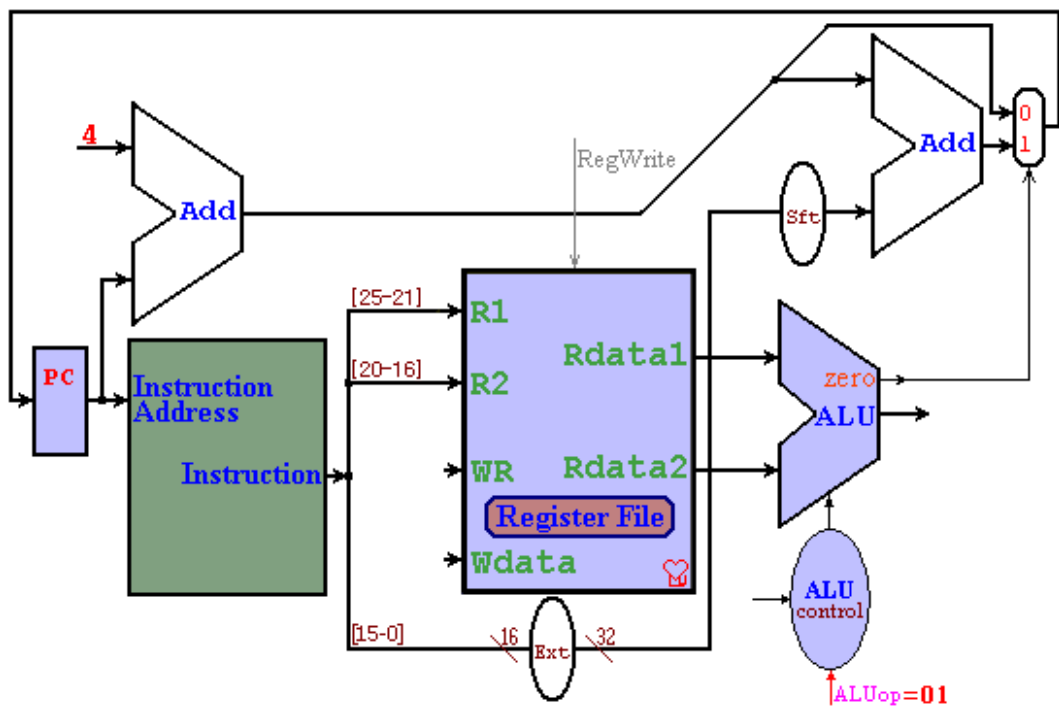 0
1
Add
4
RegWrite
Add
Sft
[25-21]
R1
[20-16]
R2
Rdata1
zero
ALU
PC
Instruction
Address
Instruction
WR
Rdata2
Register File
Wdata
ALU
control
[15-0]
16
Ext
32
ALUop=01